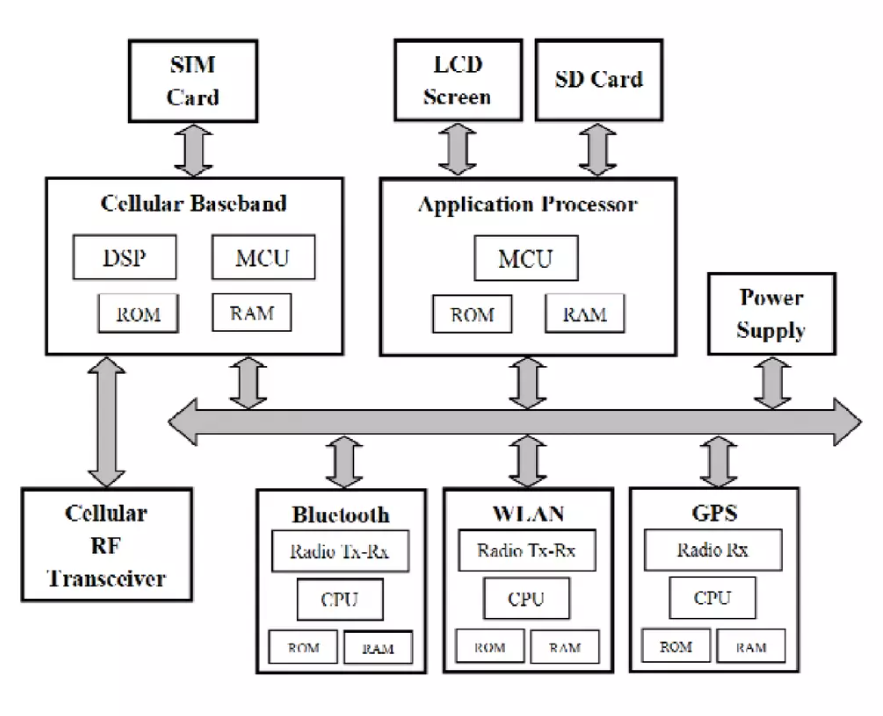 SIM
Card
LCD
Screen
SD Card
Cellular Baseband
DSP
MCU
ROM
RAM
Application Processor
MCU
ROM
RAM
Power
Supply
Cellular
RF
Transceiver
Bluetooth
Radio Tx-Rx
CPU
ROM
RAM
WLAN
Radio Tx-Rx
CPU
ROM
RAM
GPS
Radio Rx
CPU
ROM
RAM